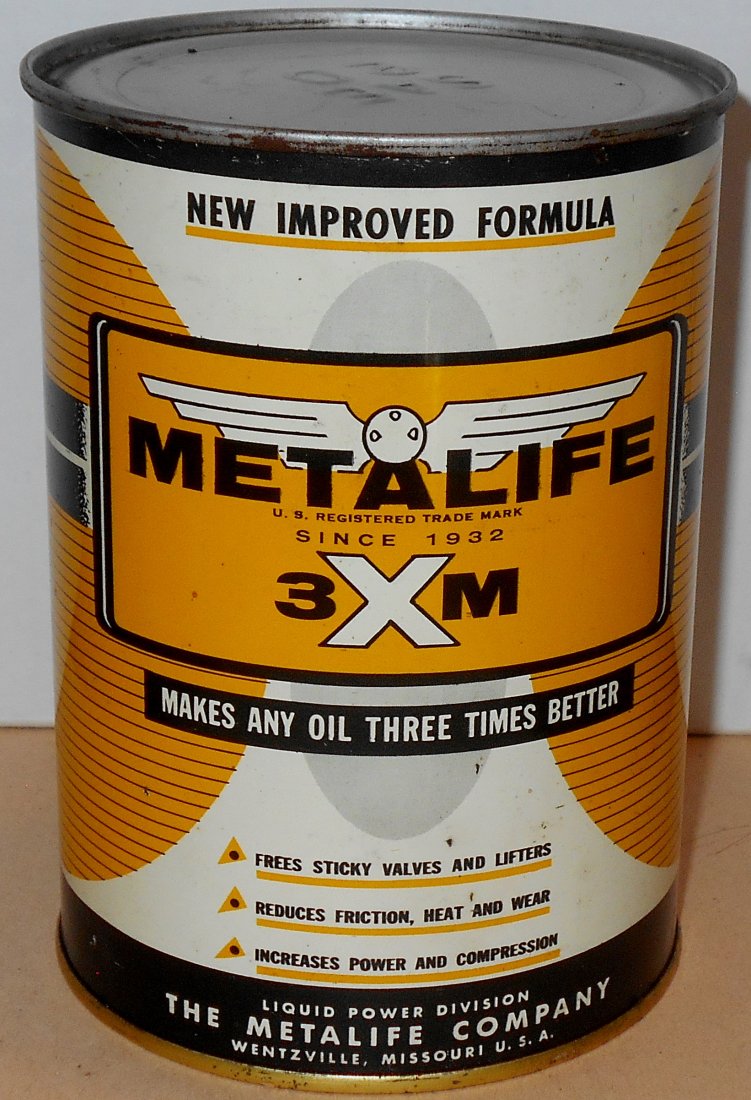 NEW IMPROVED FORMULA
METALIFE
U. S. REGISTERED TRADE MARK
SINCE 1932
3XM
MAKES ANY OIL THREE TIMES BETTER
FREES STICKY VALVES AND LIFTERS
REDUCES FRICTION, HEAT AND WEAR
INCREASES POWER AND COMPRESSION
LIQUID POWER DIVISION
THE METALIFE COMPANY
WENTZVILLE, MISSOURI U. S. A.